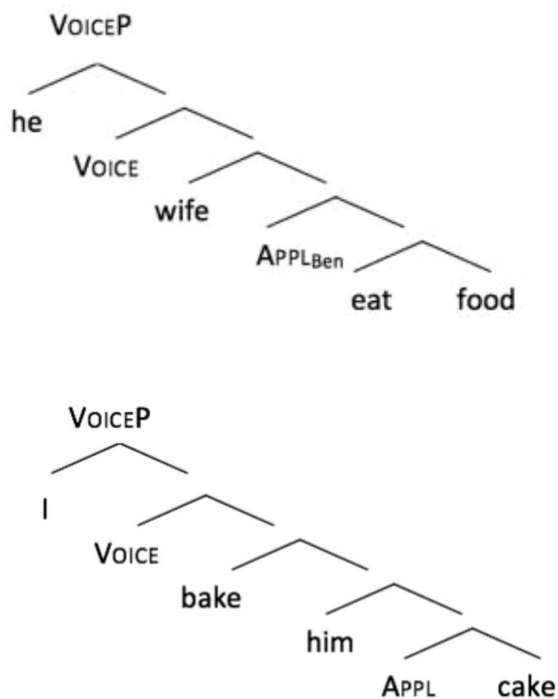 VOICEP
he
VOICE
wife
APPLBen
eat food
VOICEP
I
VOICE
bake
him
APPL cake